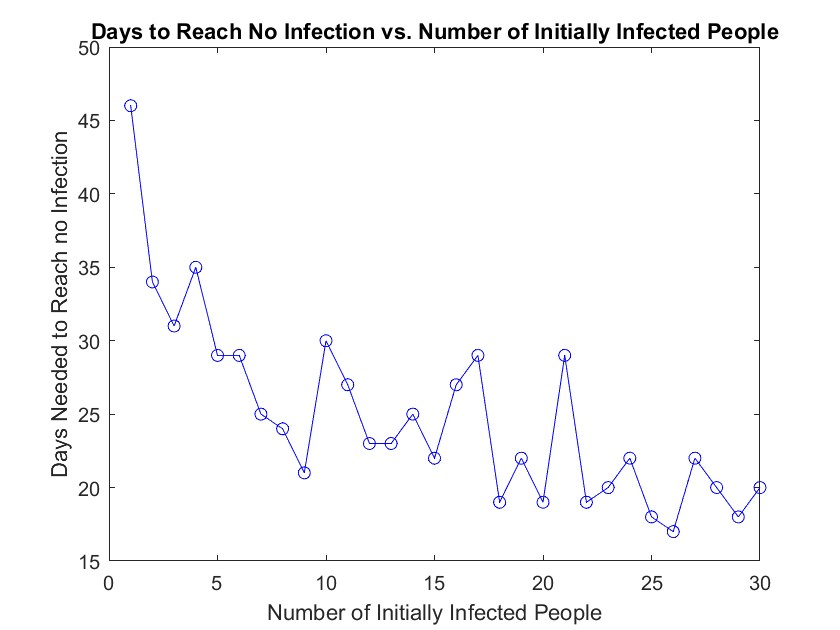 Days to Reach No Infection vs. Number of Initially Infected People
Days Needed to Reach no Infection
50
45
40
35
30
25
20
15
0 5 10 15 20 25 30
Number of Initially Infected People